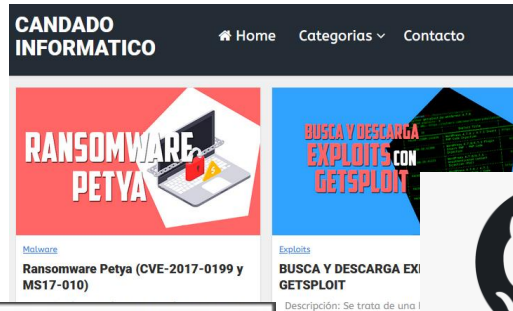 CANDADO
INFORMATICO
Home Categorias Contacto
RANSOMWARE
PETYA
BUSCA Y DESCARGA
EXPLOITS CON
GETSPLOIT
Malware
Ransomware Petya (CVE-2017-0199 y
MS17-010)
Exploits
BUSCA Y DESCARGA
GETSPLOIT
Descripción: Se trata de una